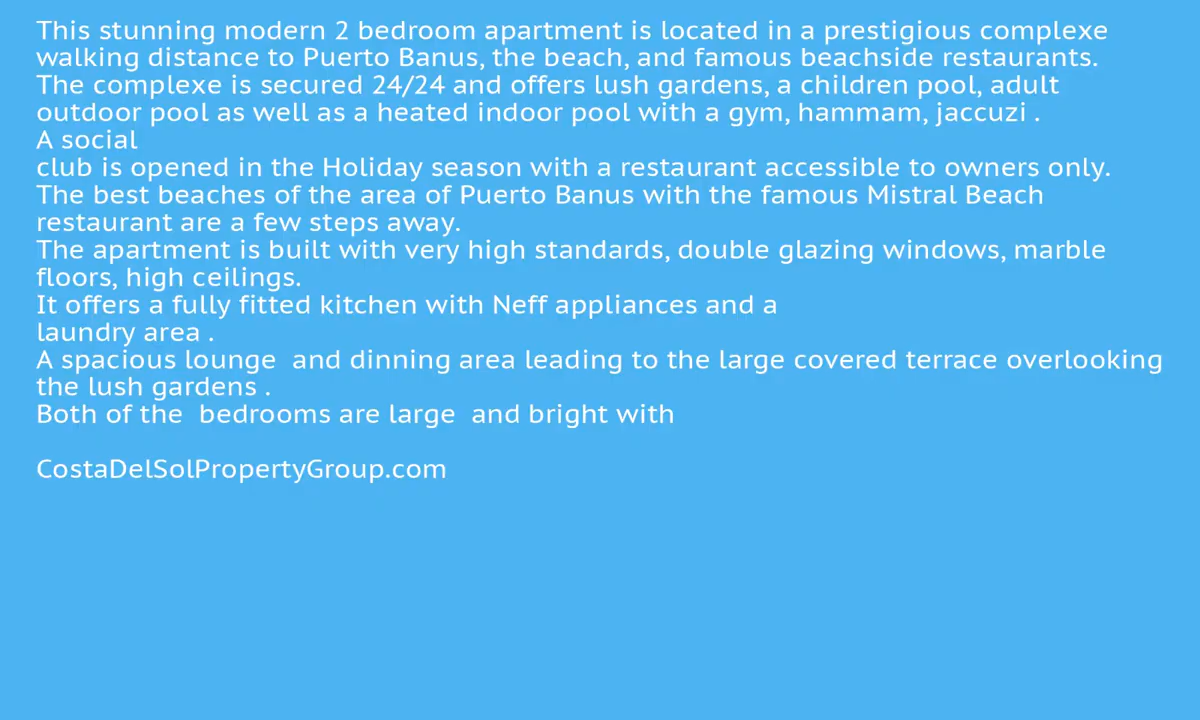 This stunning modern 2 bedroom apartment is located in a prestigious complexe
walking distance to Puerto Banus, the beach, and famous beachside restaurants.
The complexe is secured 24/24 and offers lush gardens, a children pool, adult
outdoor pool as well as a heated indoor pool with a gym, hammam, jaccuzi .
A social
club is opened in the Holiday season with a restaurant accessible to owners only.
The best beaches of the area of Puerto Banus with the famous Mistral Beach
restaurant are a few steps away.
The apartment is built with very high standards, double glazing windows, marble
floors, high ceilings.
It offers a fully fitted kitchen with Neff appliances and a
laundry area .
A spacious lounge  and dinning area leading to the large covered terrace overlooking
the lush gardens .
Both of the  bedrooms are large  and bright with
CostaDelSolPropertyGroup.com